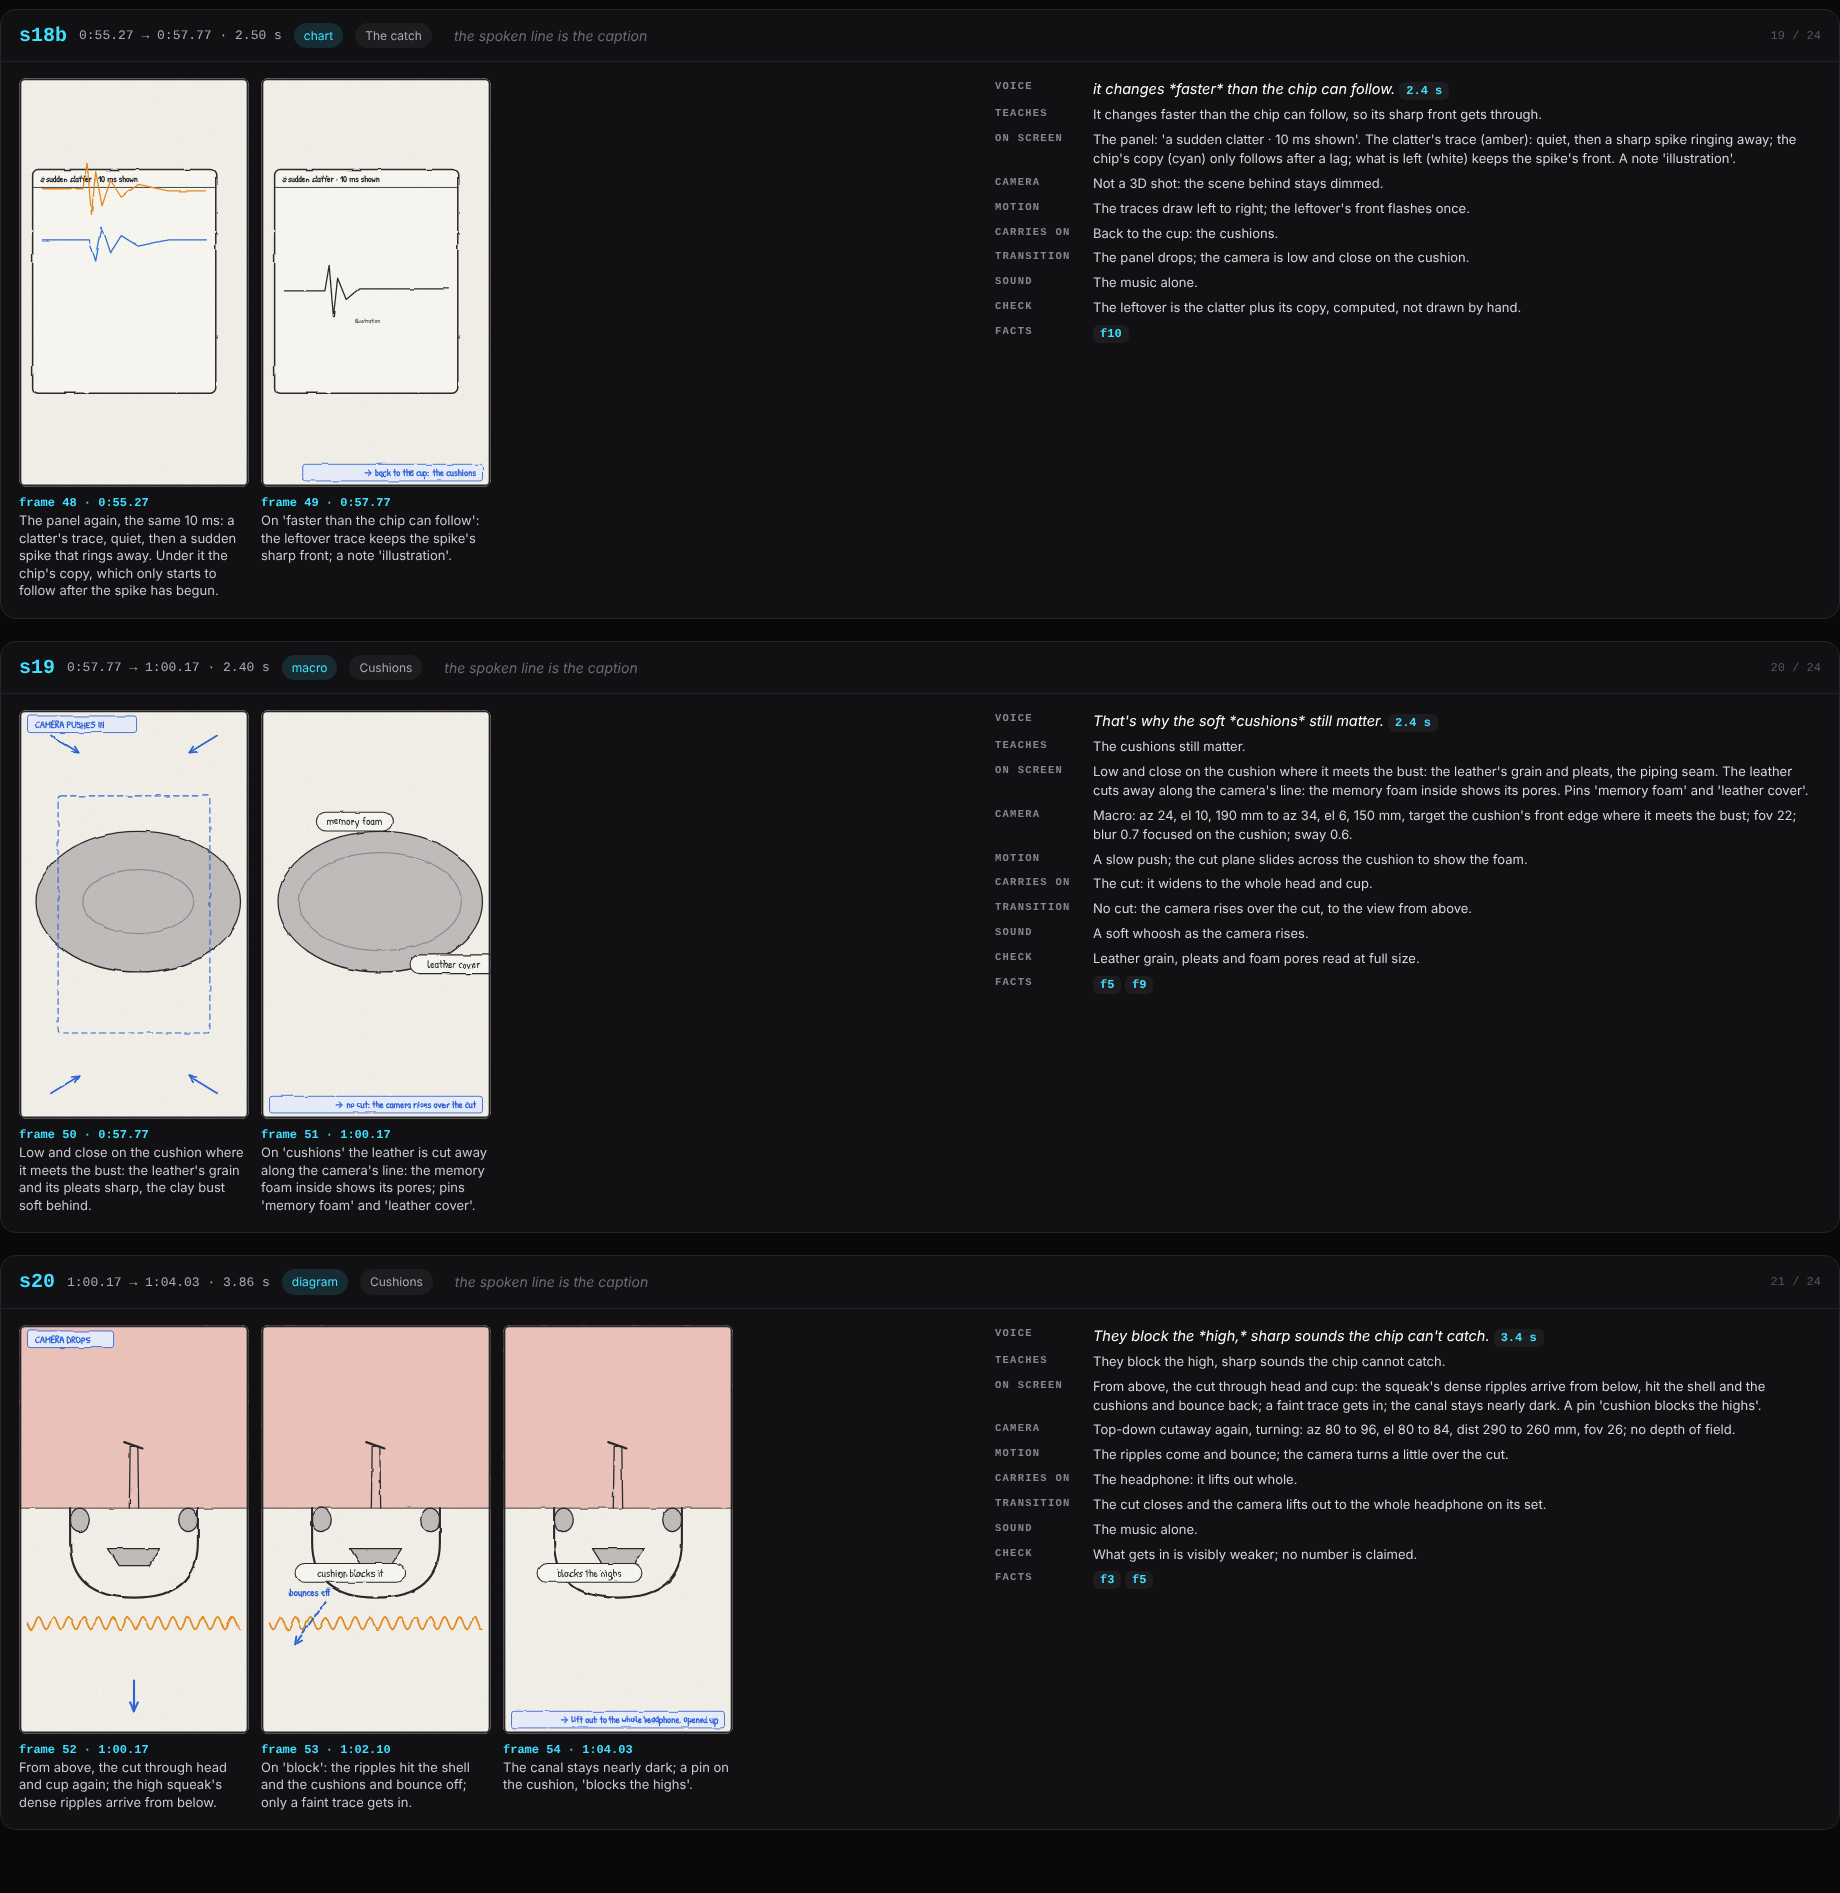 s18b 0:55.27 → 0:57.77 · 2.50 s chart The catch the spoken line is the caption 19 / 24
a sudden clatter · 10 ms shown
a sudden clatter · 10 ms shown
illustration
→ back to the cup: the cushions
frame 48 · 0:55.27
The panel again, the same 10 ms: a
clatter's trace, quiet, then a sudden
spike that rings away. Under it the
chip's copy, which only starts to
follow after the spike has begun.
frame 49 · 0:57.77
On 'faster than the chip can follow':
the leftover trace keeps the spike's
sharp front; a note 'illustration'.
VOICE it changes *faster* than the chip can follow. 2.4 s
TEACHES It changes faster than the chip can follow, so its sharp front gets through.
ON SCREEN The panel: 'a sudden clatter · 10 ms shown'. The clatter's trace (amber): quiet, then a sharp spike ringing away; the
chip's copy (cyan) only follows after a lag; what is left (white) keeps the spike's front. A note 'illustration'.
CAMERA Not a 3D shot: the scene behind stays dimmed.
MOTION The traces draw left to right; the leftover's front flashes once.
CARRIES ON Back to the cup: the cushions.
TRANSITION The panel drops; the camera is low and close on the cushion.
SOUND The music alone.
CHECK The leftover is the clatter plus its copy, computed, not drawn by hand.
FACTS f10
s19 0:57.77 → 1:00.17 · 2.40 s macro Cushions the spoken line is the caption 20 / 24
CAMERA PUSHES IN
memory foam
leather cover
→ no cut: the camera rises over the cut
frame 50 · 0:57.77
Low and close on the cushion where
it meets the bust: the leather's grain
and its pleats sharp, the clay bust
soft behind.
frame 51 · 1:00.17
On 'cushions' the leather is cut away
along the camera's line: the memory
foam inside shows its pores; pins
'memory foam' and 'leather cover'.
VOICE That's why the soft *cushions* still matter. 2.4 s
TEACHES The cushions still matter.
ON SCREEN Low and close on the cushion where it meets the bust: the leather's grain and pleats, the piping seam. The leather
cuts away along the camera's line: the memory foam inside shows its pores. Pins 'memory foam' and 'leather cover'.
CAMERA Macro: az 24, el 10, 190 mm to az 34, el 6, 150 mm, target the cushion's front edge where it meets the bust; fov 22;
blur 0.7 focused on the cushion; sway 0.6.
MOTION A slow push; the cut plane slides across the cushion to show the foam.
CARRIES ON The cut: it widens to the whole head and cup.
TRANSITION No cut: the camera rises over the cut, to the view from above.
SOUND A soft whoosh as the camera rises.
CHECK Leather grain, pleats and foam pores read at full size.
FACTS f5 f9
s20 1:00.17 → 1:04.03 · 3.86 s diagram Cushions the spoken line is the caption 21 / 24
CAMERA DROPS
cushion blocks it
bounces off
blocks the highs
→ lift out to the whole headphone, opened up
frame 52 · 1:00.17
From above, the cut through head
and cup again; the high squeak's
dense ripples arrive from below.
frame 53 · 1:02.10
On 'block': the ripples hit the shell
and the cushions and bounce off;
only a faint trace gets in.
frame 54 · 1:04.03
The canal stays nearly dark; a pin on
the cushion, 'blocks the highs'.
VOICE They block the *high,* sharp sounds the chip can't catch. 3.4 s
TEACHES They block the high, sharp sounds the chip cannot catch.
ON SCREEN From above, the cut through head and cup: the squeak's dense ripples arrive from below, hit the shell and the
cushions and bounce back; a faint trace gets in; the canal stays nearly dark. A pin 'cushion blocks the highs'.
CAMERA Top-down cutaway again, turning: az 80 to 96, el 80 to 84, dist 290 to 260 mm, fov 26; no depth of field.
MOTION The ripples come and bounce; the camera turns a little over the cut.
CARRIES ON The headphone: it lifts out whole.
TRANSITION The cut closes and the camera lifts out to the whole headphone on its set.
SOUND The music alone.
CHECK What gets in is visibly weaker; no number is claimed.
FACTS f3 f5